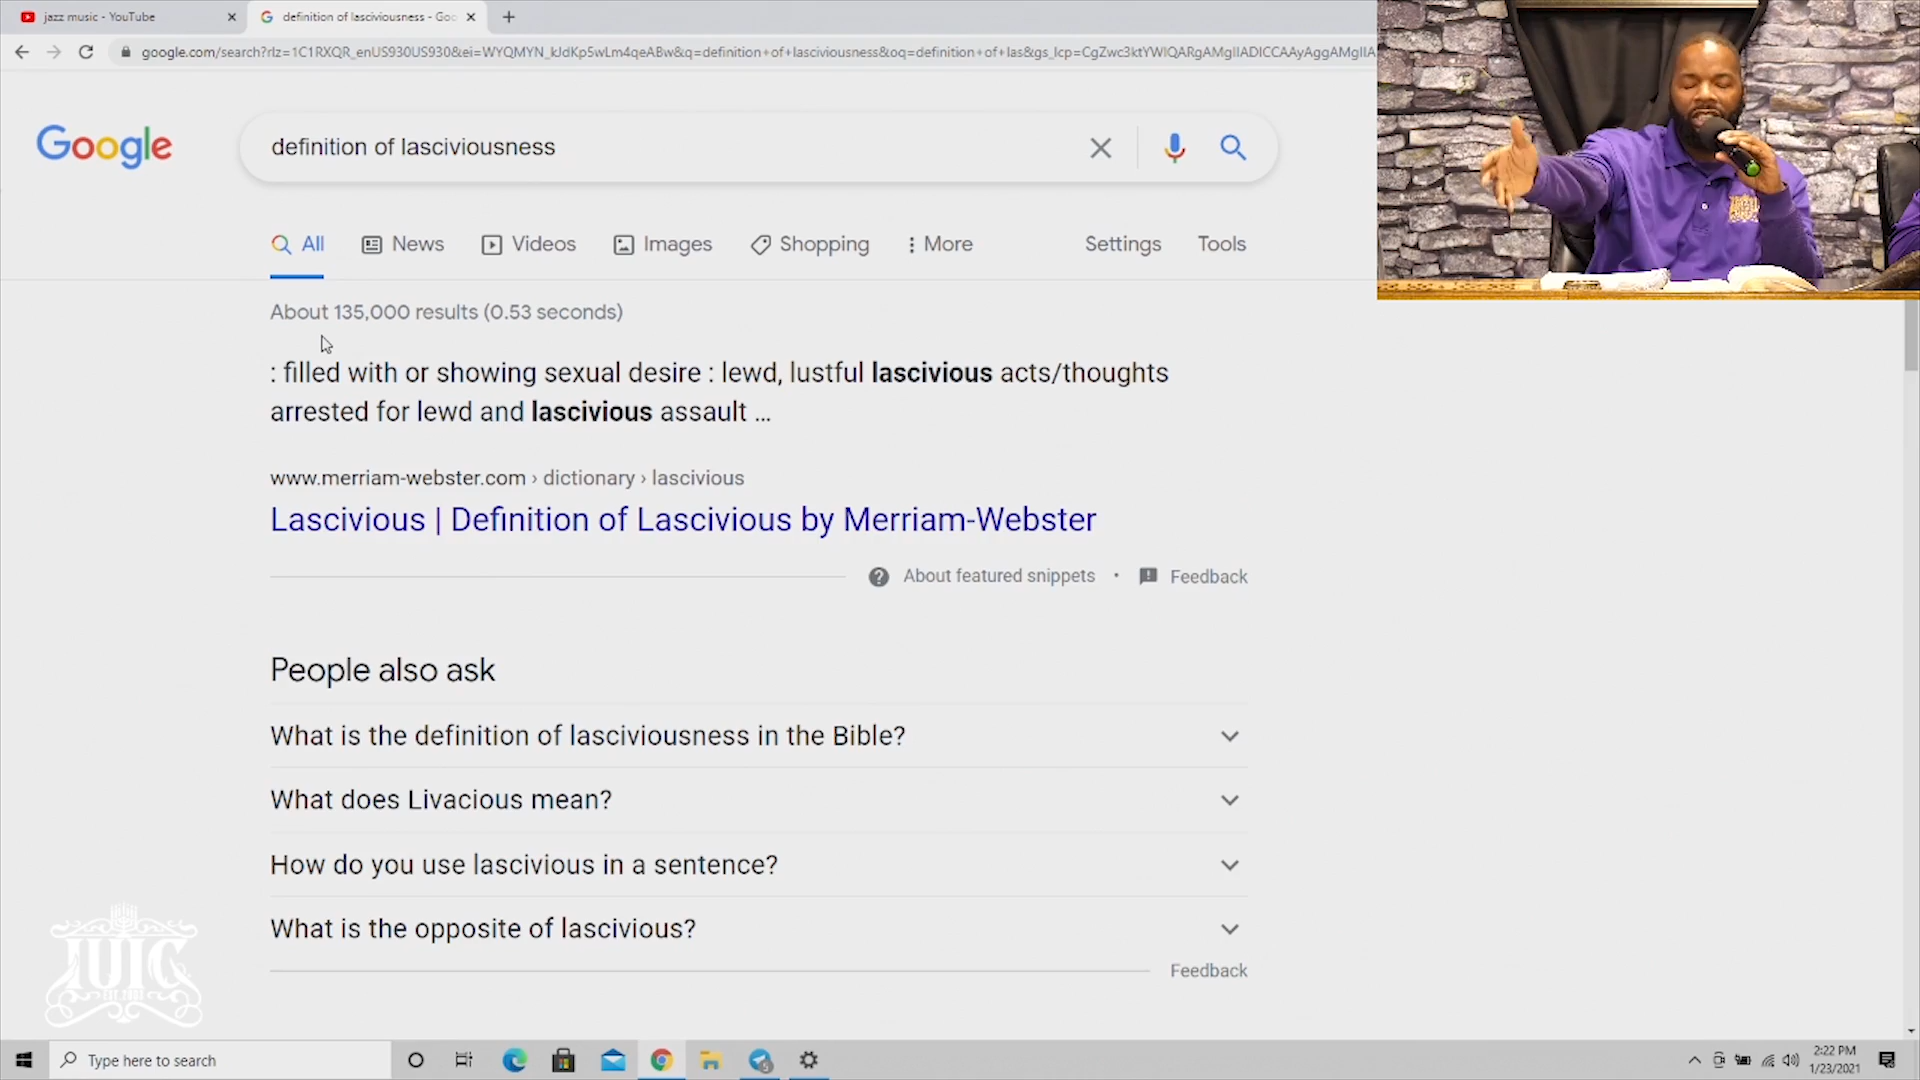 jazz music - YouTube
definition of lasciviousness - Goo
google.com/search?rlz=1C1RXQR_enUS930US930&ei=WYQMYN_kJdKp5wLm4qeABw&q=definition+of+lasciviousness&oq=definition+of+las&gs_lcp=CgZwc3ktYWIQARgAMgIIADICCAAyAggAMgIIA
Google
definition of lasciviousness
All News Videos Images Shopping More Settings Tools
About 135,000 results (0.53 seconds)
: filled with or showing sexual desire : lewd, lustful lascivious acts/thoughts
arrested for lewd and lascivious assault ...
www.merriam-webster.com › dictionary › lascivious
Lascivious | Definition of Lascivious by Merriam-Webster
About featured snippets • Feedback
People also ask
What is the definition of lasciviousness in the Bible?
What does Livacious mean?
How do you use lascivious in a sentence?
What is the opposite of lascivious?
Feedback
IUIC
Type here to search
2:22 PM
1/23/2021